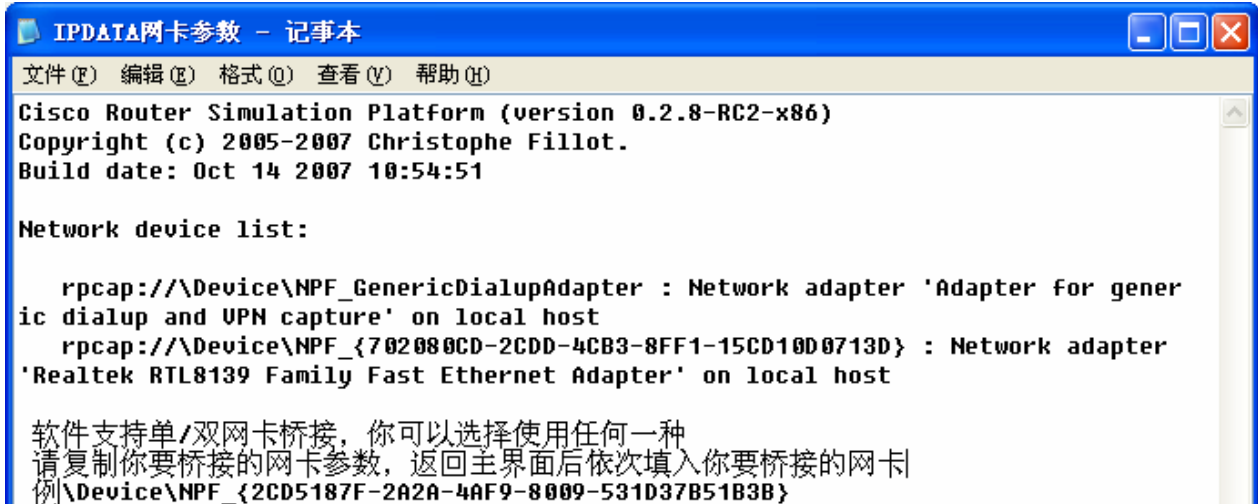 IPDATA网卡参数 - 记事本
文件(F) 编辑(E) 格式(O) 查看(V) 帮助(H)
Cisco Router Simulation Platform (version 0.2.8-RC2-x86)
Copyright (c) 2005-2007 Christophe Fillot.
Build date: Oct 14 2007 10:54:51
Network device list:
rpcap://\Device\NPF_GenericDialupAdapter : Network adapter 'Adapter for gener
ic dialup and VPN capture' on local host
rpcap://\Device\NPF_{702080CD-2CDD-4CB3-8FF1-15CD10D0713D} : Network adapter
'Realtek RTL8139 Family Fast Ethernet Adapter' on local host
软件支持单/双网卡桥接，你可以选择使用任何一种
请复制你要桥接的网卡参数，返回主界面后依次填入你要桥接的网卡
例\Device\NPF_{2CD5187F-2A2A-4AF9-8009-531D37B51B3B}